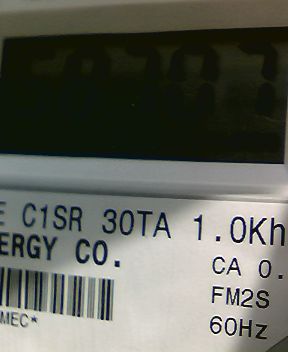 E C1SR 30TA 1.0Kh
ERGY CO.
CA 0.
FM2S
MEC*
60Hz